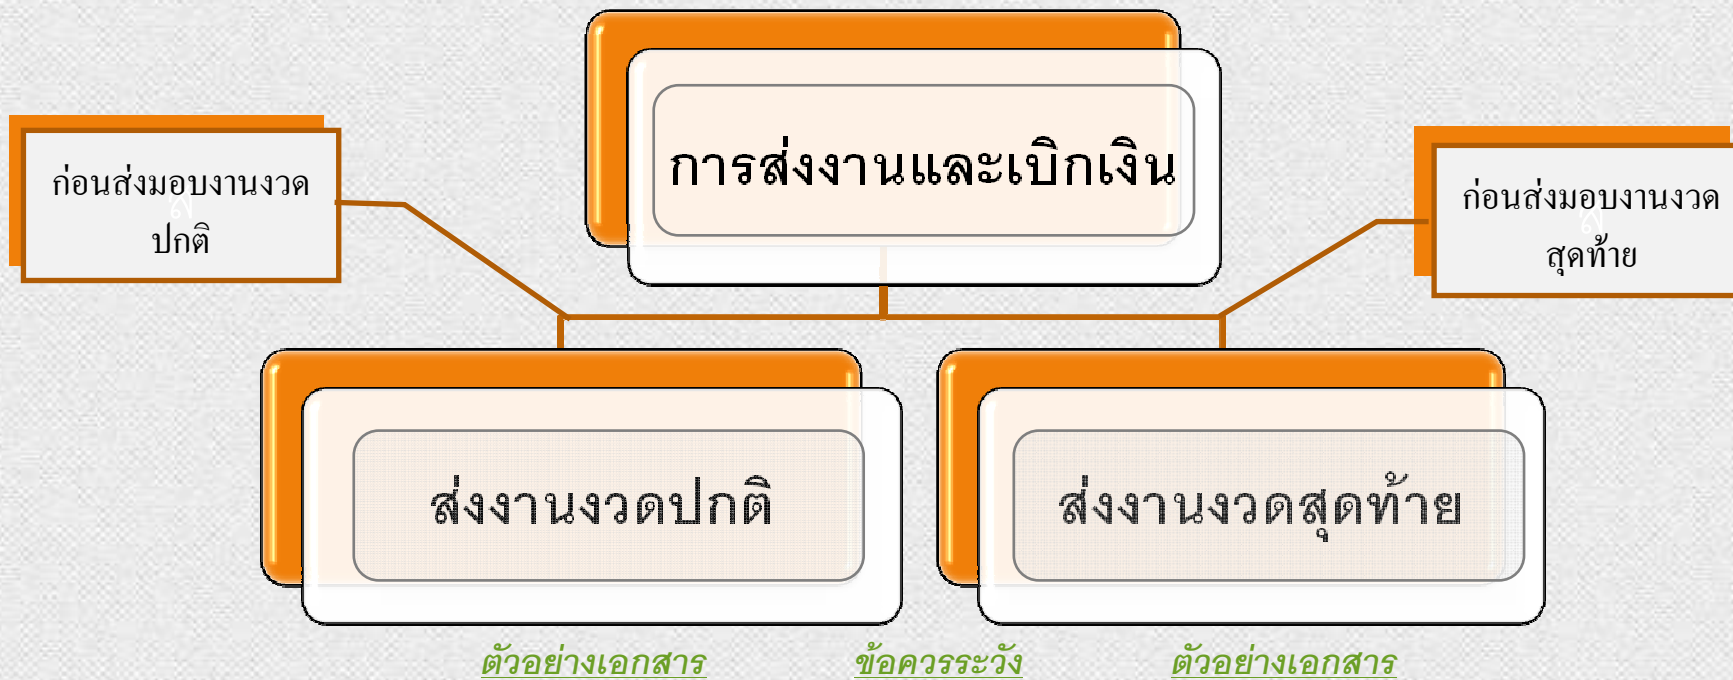 การส่งงานและเบิกเงิน
ก่อนส่งมอบงานงวด
ปกติ
ก่อนส่งมอบงานงวด
สุดท้าย
ส่งงานงวดปกติ
ส่งงานงวดสุดท้าย
ตัวอย่างเอกสาร
ข้อควรระวัง
ตัวอย่างเอกสาร